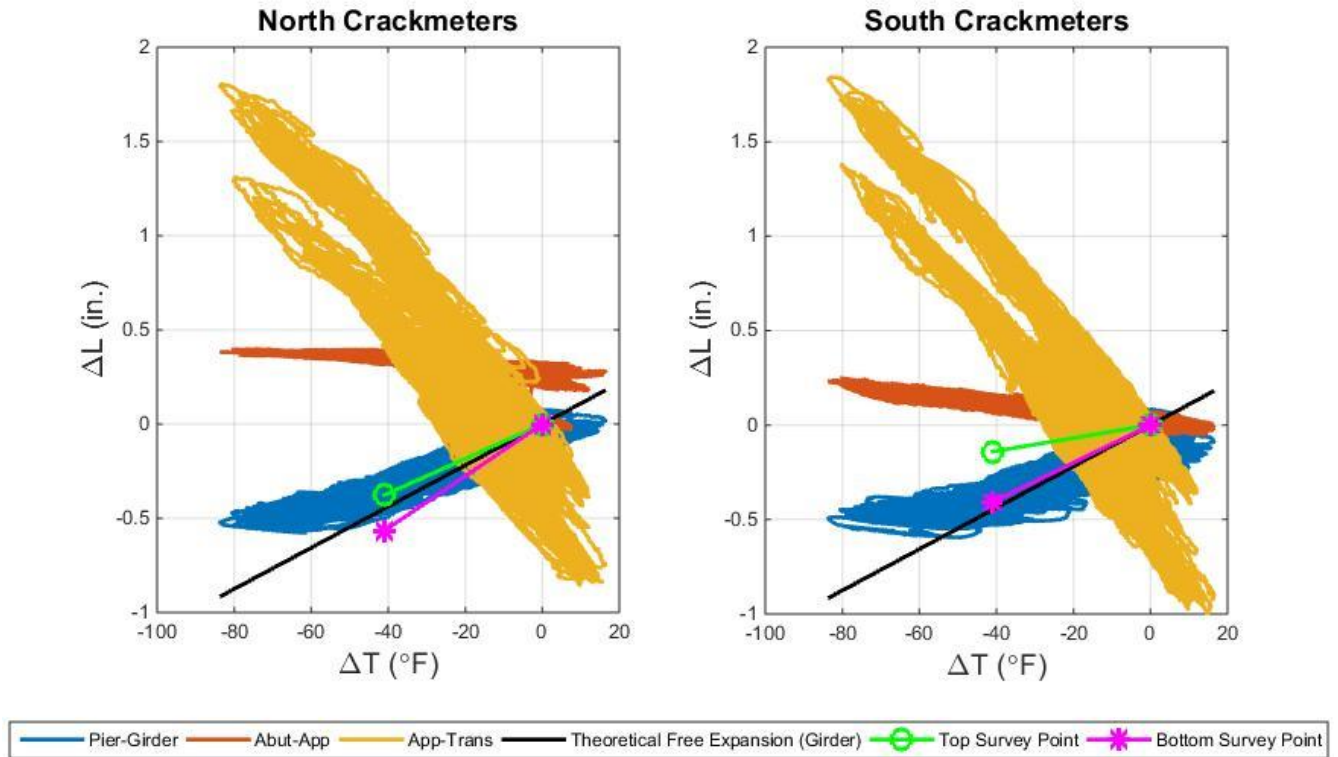 North Crackmeters
2
1.5
1
0.5
0
-0.5
-1
ΔL (in.)
-100 -80 -60 -40 -20 0 20
ΔT (°F)
South Crackmeters
2
1.5
1
0.5
0
-0.5
-1
ΔL (in.)
-100 -80 -60 -40 -20 0 20
ΔT (°F)
Pier-Girder Abut-App App-Trans Theoretical Free Expansion (Girder) Top Survey Point Bottom Survey Point